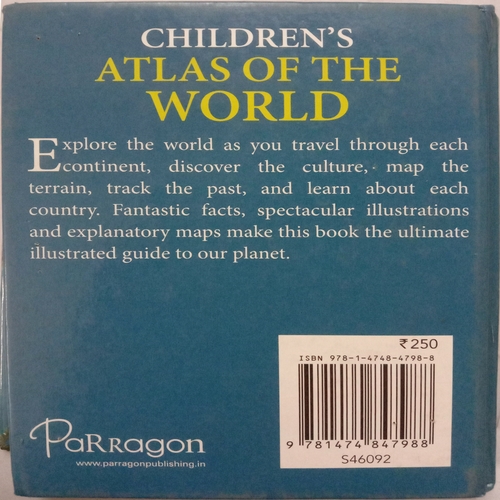 CHILDREN'S
ATLAS OF THE
WORLD
Explore the world as you travel through each
continent, discover the culture, map the
terrain, track the past, and learn about each
country. Fantastic facts, spectacular illustrations
and explanatory maps make this book the ultimate
illustrated guide to our planet.
₹250
ISBN 978-1-4748-4798-8
9 781474 847988
S46092
PaRRagon
www.parragonpublishing.in